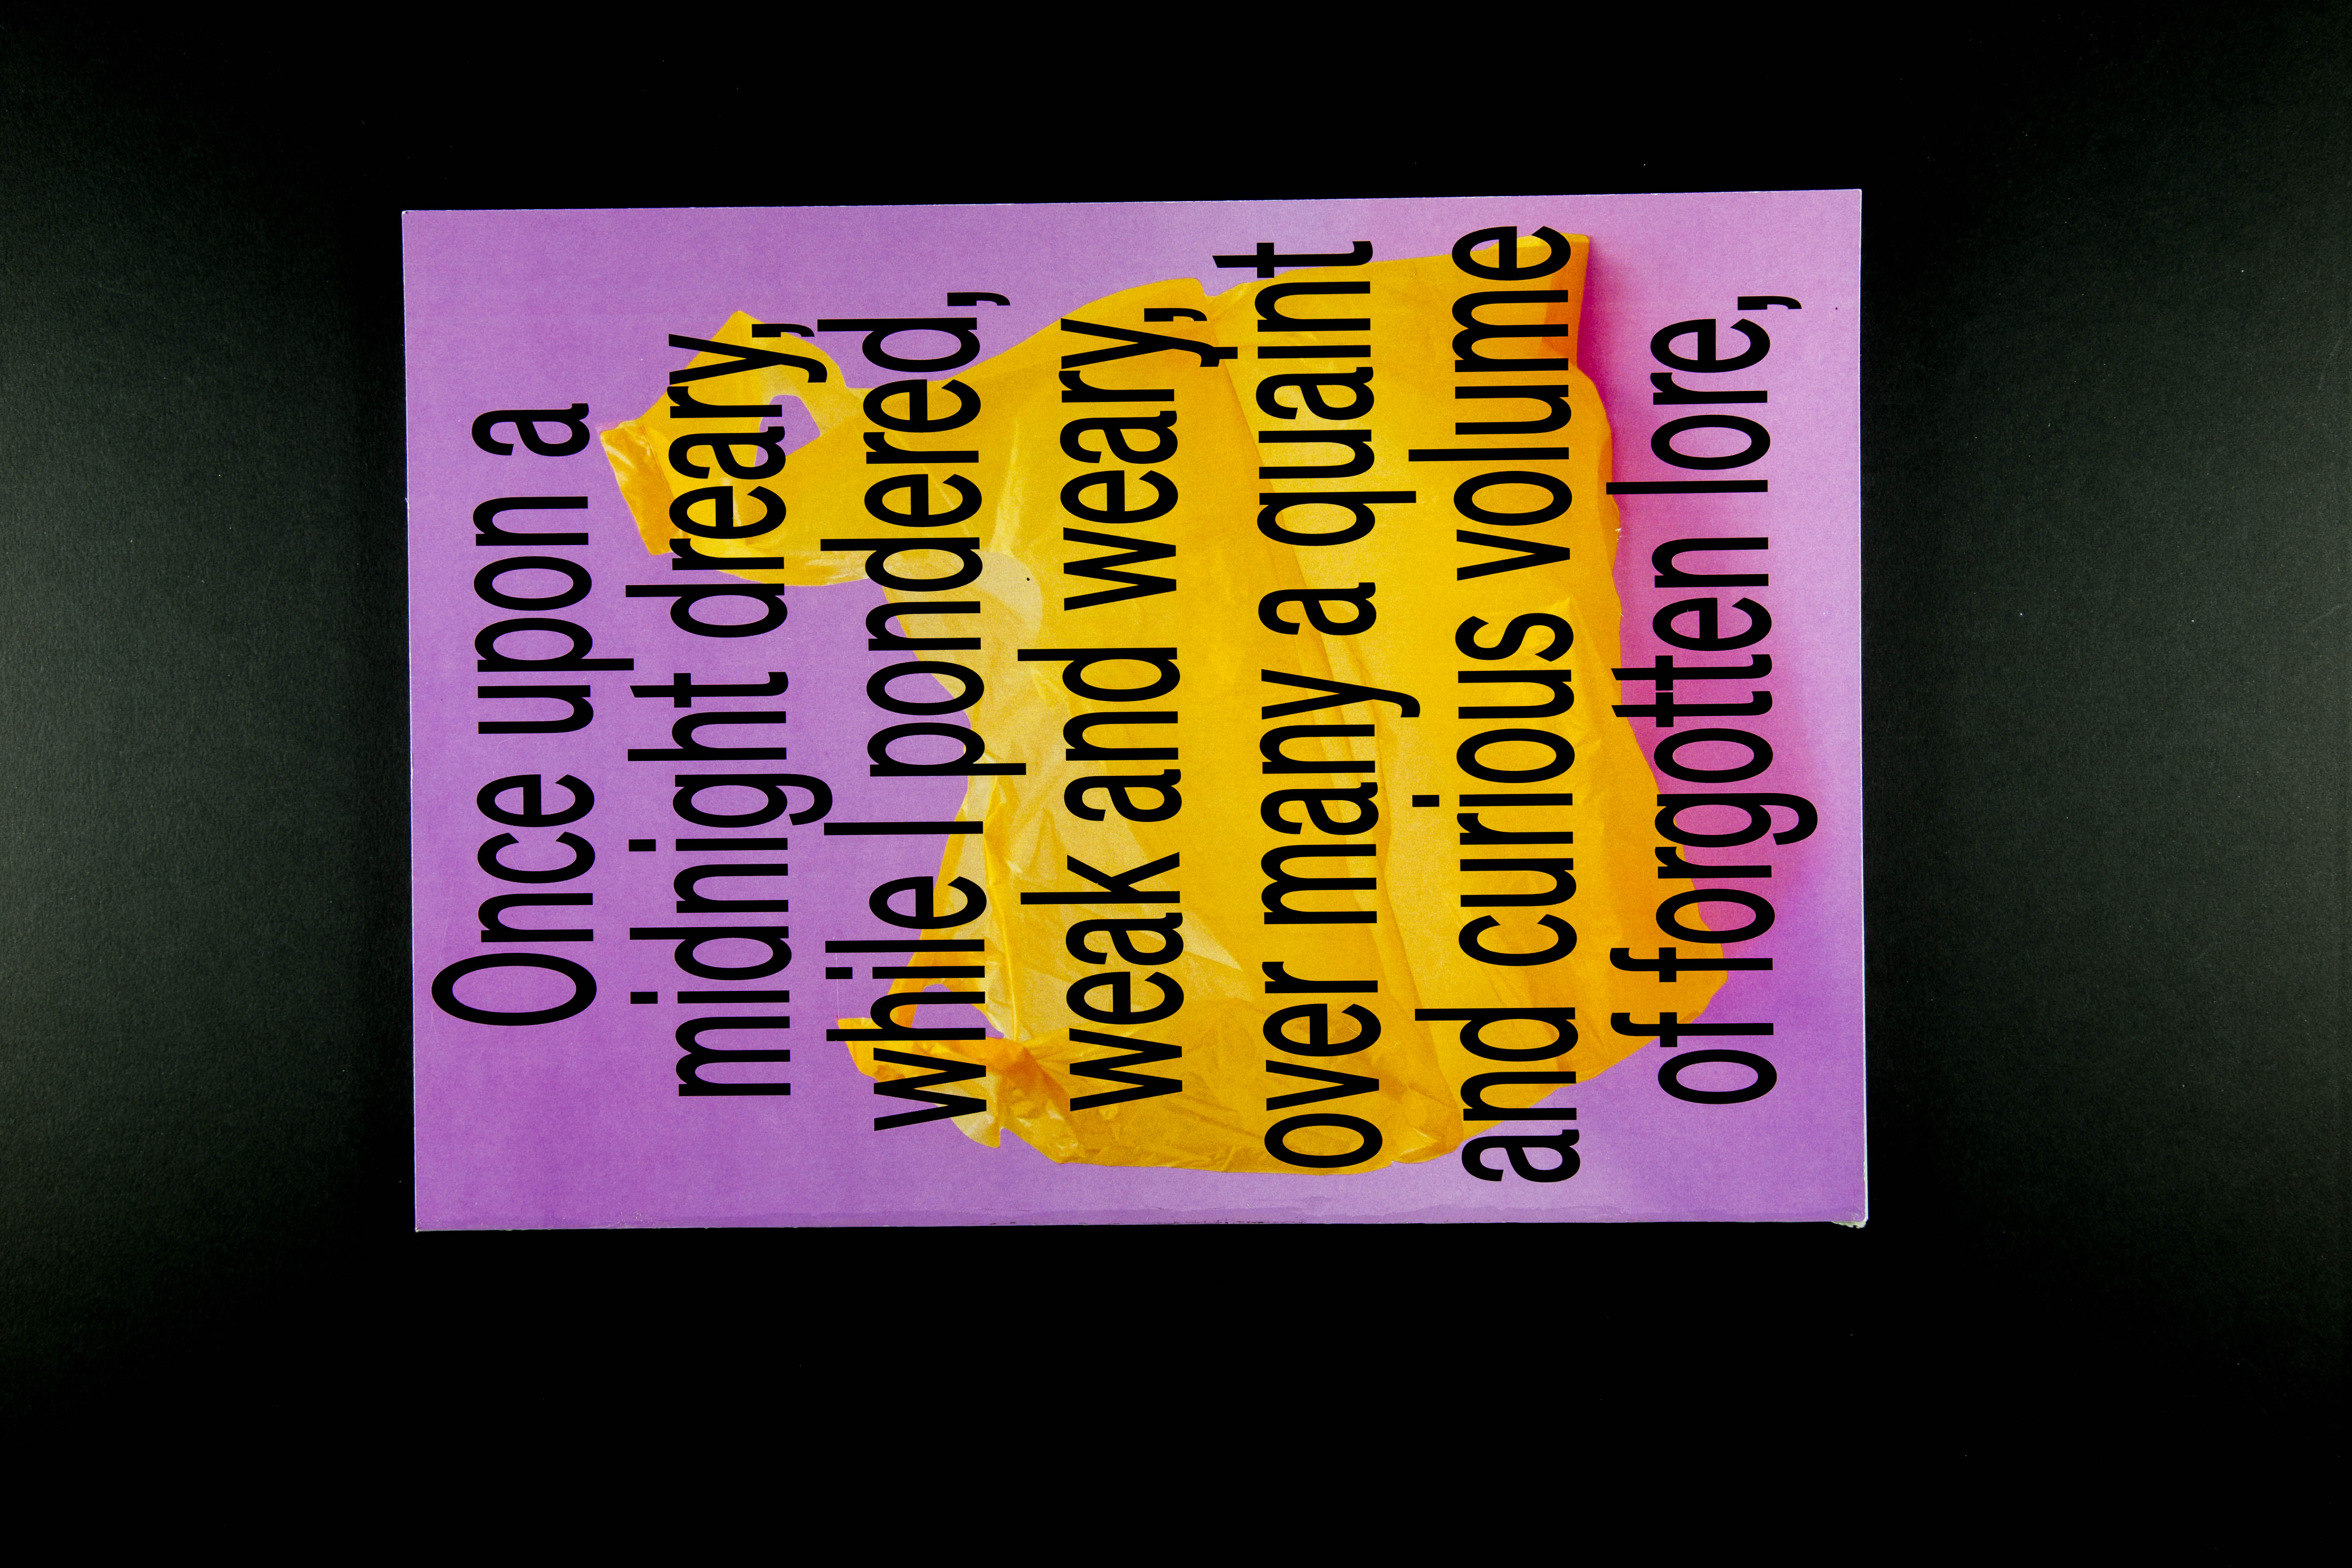 Once upon a
midnight dreary,
while I pondered,
weak and weary,
over many a quaint
and curious volume
of forgotten lore,